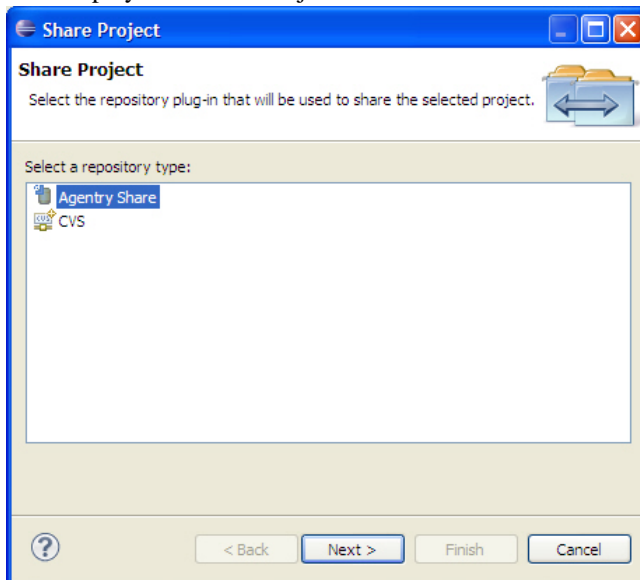 Share Project
Share Project
Select the repository plug-in that will be used to share the selected project.
Select a repository type:
Agentry Share
CVS
CVS
? < Back Next > Finish Cancel